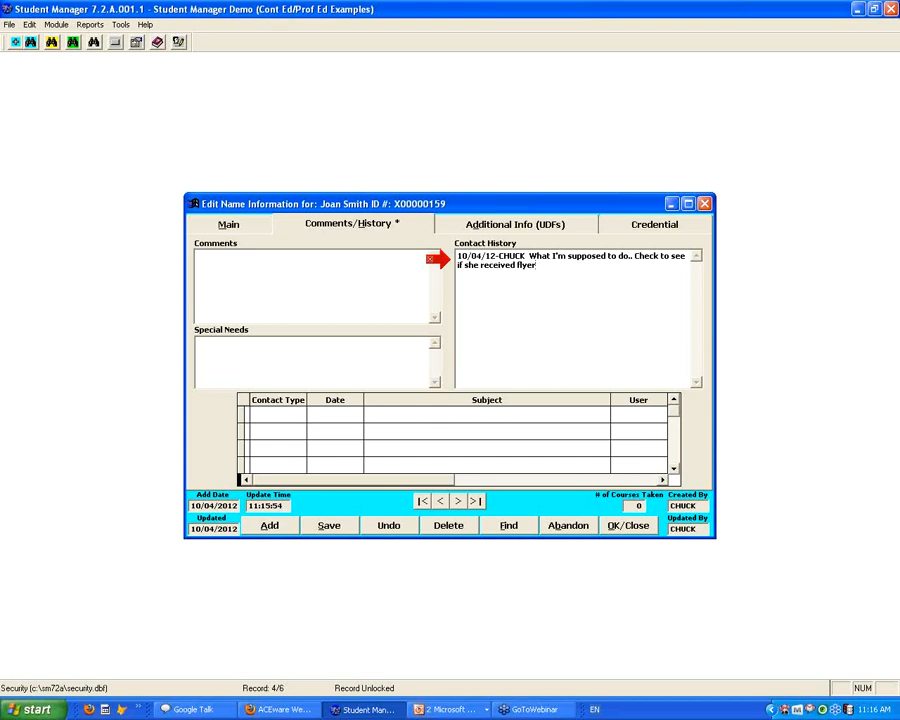 Student Manager 7.2.A.001.1 - Student Manager Demo (Cont Ed/Prof Ed Examples)
File Edit Module Reports Tools Help
Edit Name Information for: Joan Smith ID #: X00000159
Main Comments/History * Additional Info (UDFs) Credential
Comments
Contact History
10/04/12-CHUCK What I'm supposed to do.. Check to see
if she received flyer
Special Needs
Contact Type Date Subject User
Add Date Update Time # of Courses Taken Created By
10/04/2012 11:15:54 |< < > >| 0 CHUCK
Updated Updated By
10/04/2012 Add Save Undo Delete Find Abandon OK/Close CHUCK
Security (c:\sm72a\security.dbf) Record: 4/6 Record Unlocked NUM
start Google Talk ACEware We... Student Man... 2 Microsoft ... GoToWebinar EN 11:16 AM